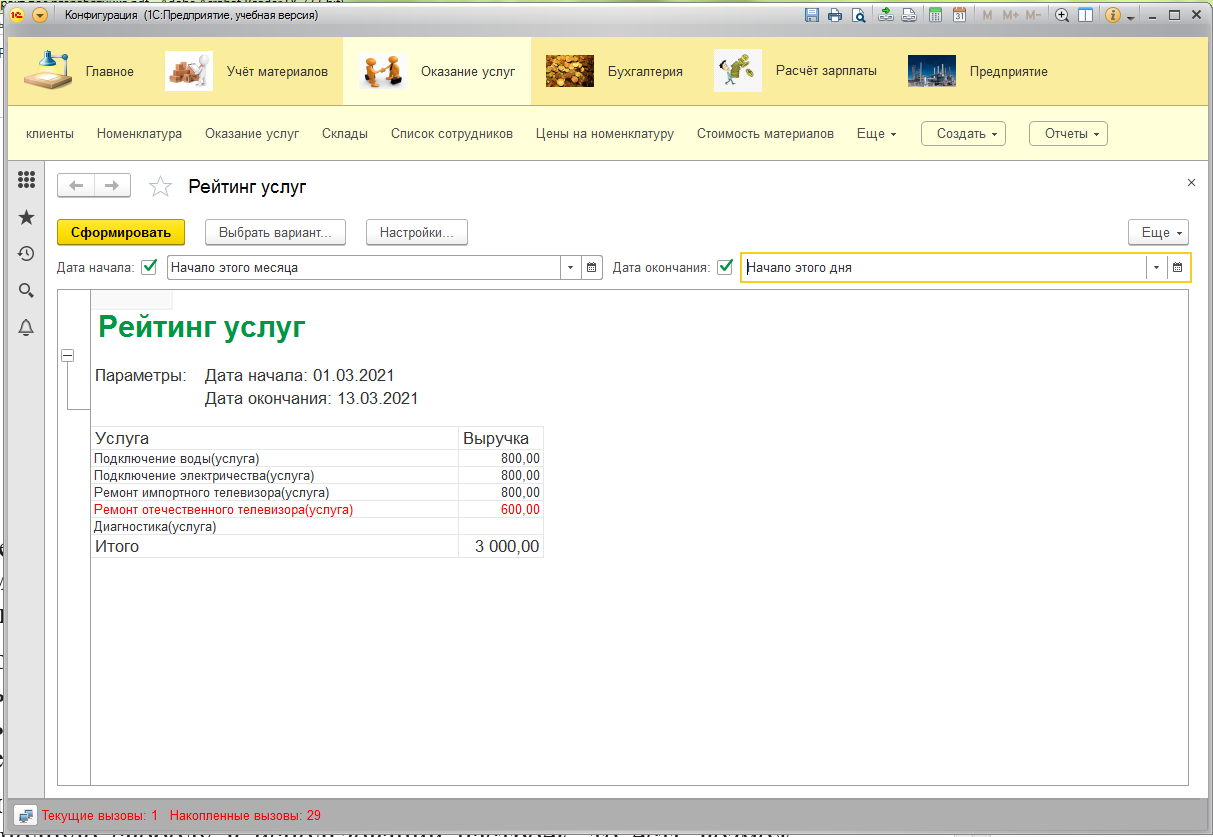 Конфигурация (1С:Предприятие, учебная версия)
M M+ M-
Главное Учёт материалов Оказание услуг Бухгалтерия Расчёт зарплаты Предприятие
клиенты Номенклатура Оказание услуг Склады Список сотрудников Цены на номенклатуру Стоимость материалов Еще Создать Отчеты
Рейтинг услуг
Сформировать Выбрать вариант... Настройки... Еще
Дата начала: Начало этого месяца Дата окончания: Начало этого дня
Рейтинг услуг
Параметры: Дата начала: 01.03.2021
Дата окончания: 13.03.2021
Услуга Выручка
Подключение воды(услуга) 800,00
Подключение электричества(услуга) 800,00
Ремонт импортного телевизора(услуга) 800,00
Ремонт отечественного телевизора(услуга) 600,00
Диагностика(услуга)
Итого 3 000,00
Текущие вызовы: 1 Накопленные вызовы: 29